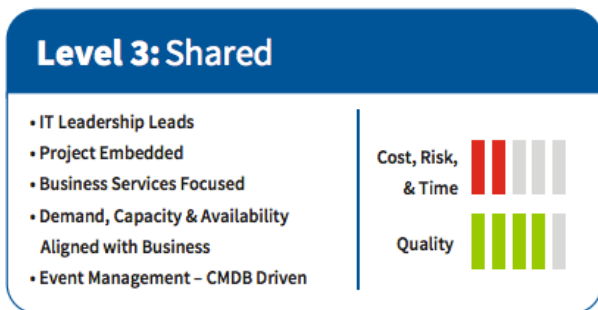 Level 3: Shared
• IT Leadership Leads
• Project Embedded
• Business Services Focused
• Demand, Capacity & Availability
Aligned with Business
• Event Management – CMDB Driven
Cost, Risk,
& Time
Quality